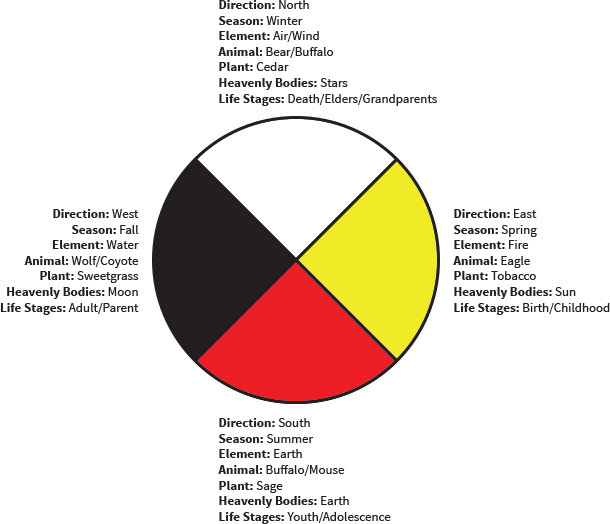 Direction: North
Season: Winter
Element: Air/Wind
Animal: Bear/Buffalo
Plant: Cedar
Heavenly Bodies: Stars
Life Stages: Death/Elders/Grandparents
Direction: West
Season: Fall
Element: Water
Animal: Wolf/Coyote
Plant: Sweetgrass
Heavenly Bodies: Moon
Life Stages: Adult/Parent
Direction: East
Season: Spring
Element: Fire
Animal: Eagle
Plant: Tobacco
Heavenly Bodies: Sun
Life Stages: Birth/Childhood
Direction: South
Season: Summer
Element: Earth
Animal: Buffalo/Mouse
Plant: Sage
Heavenly Bodies: Earth
Life Stages: Youth/Adolescence